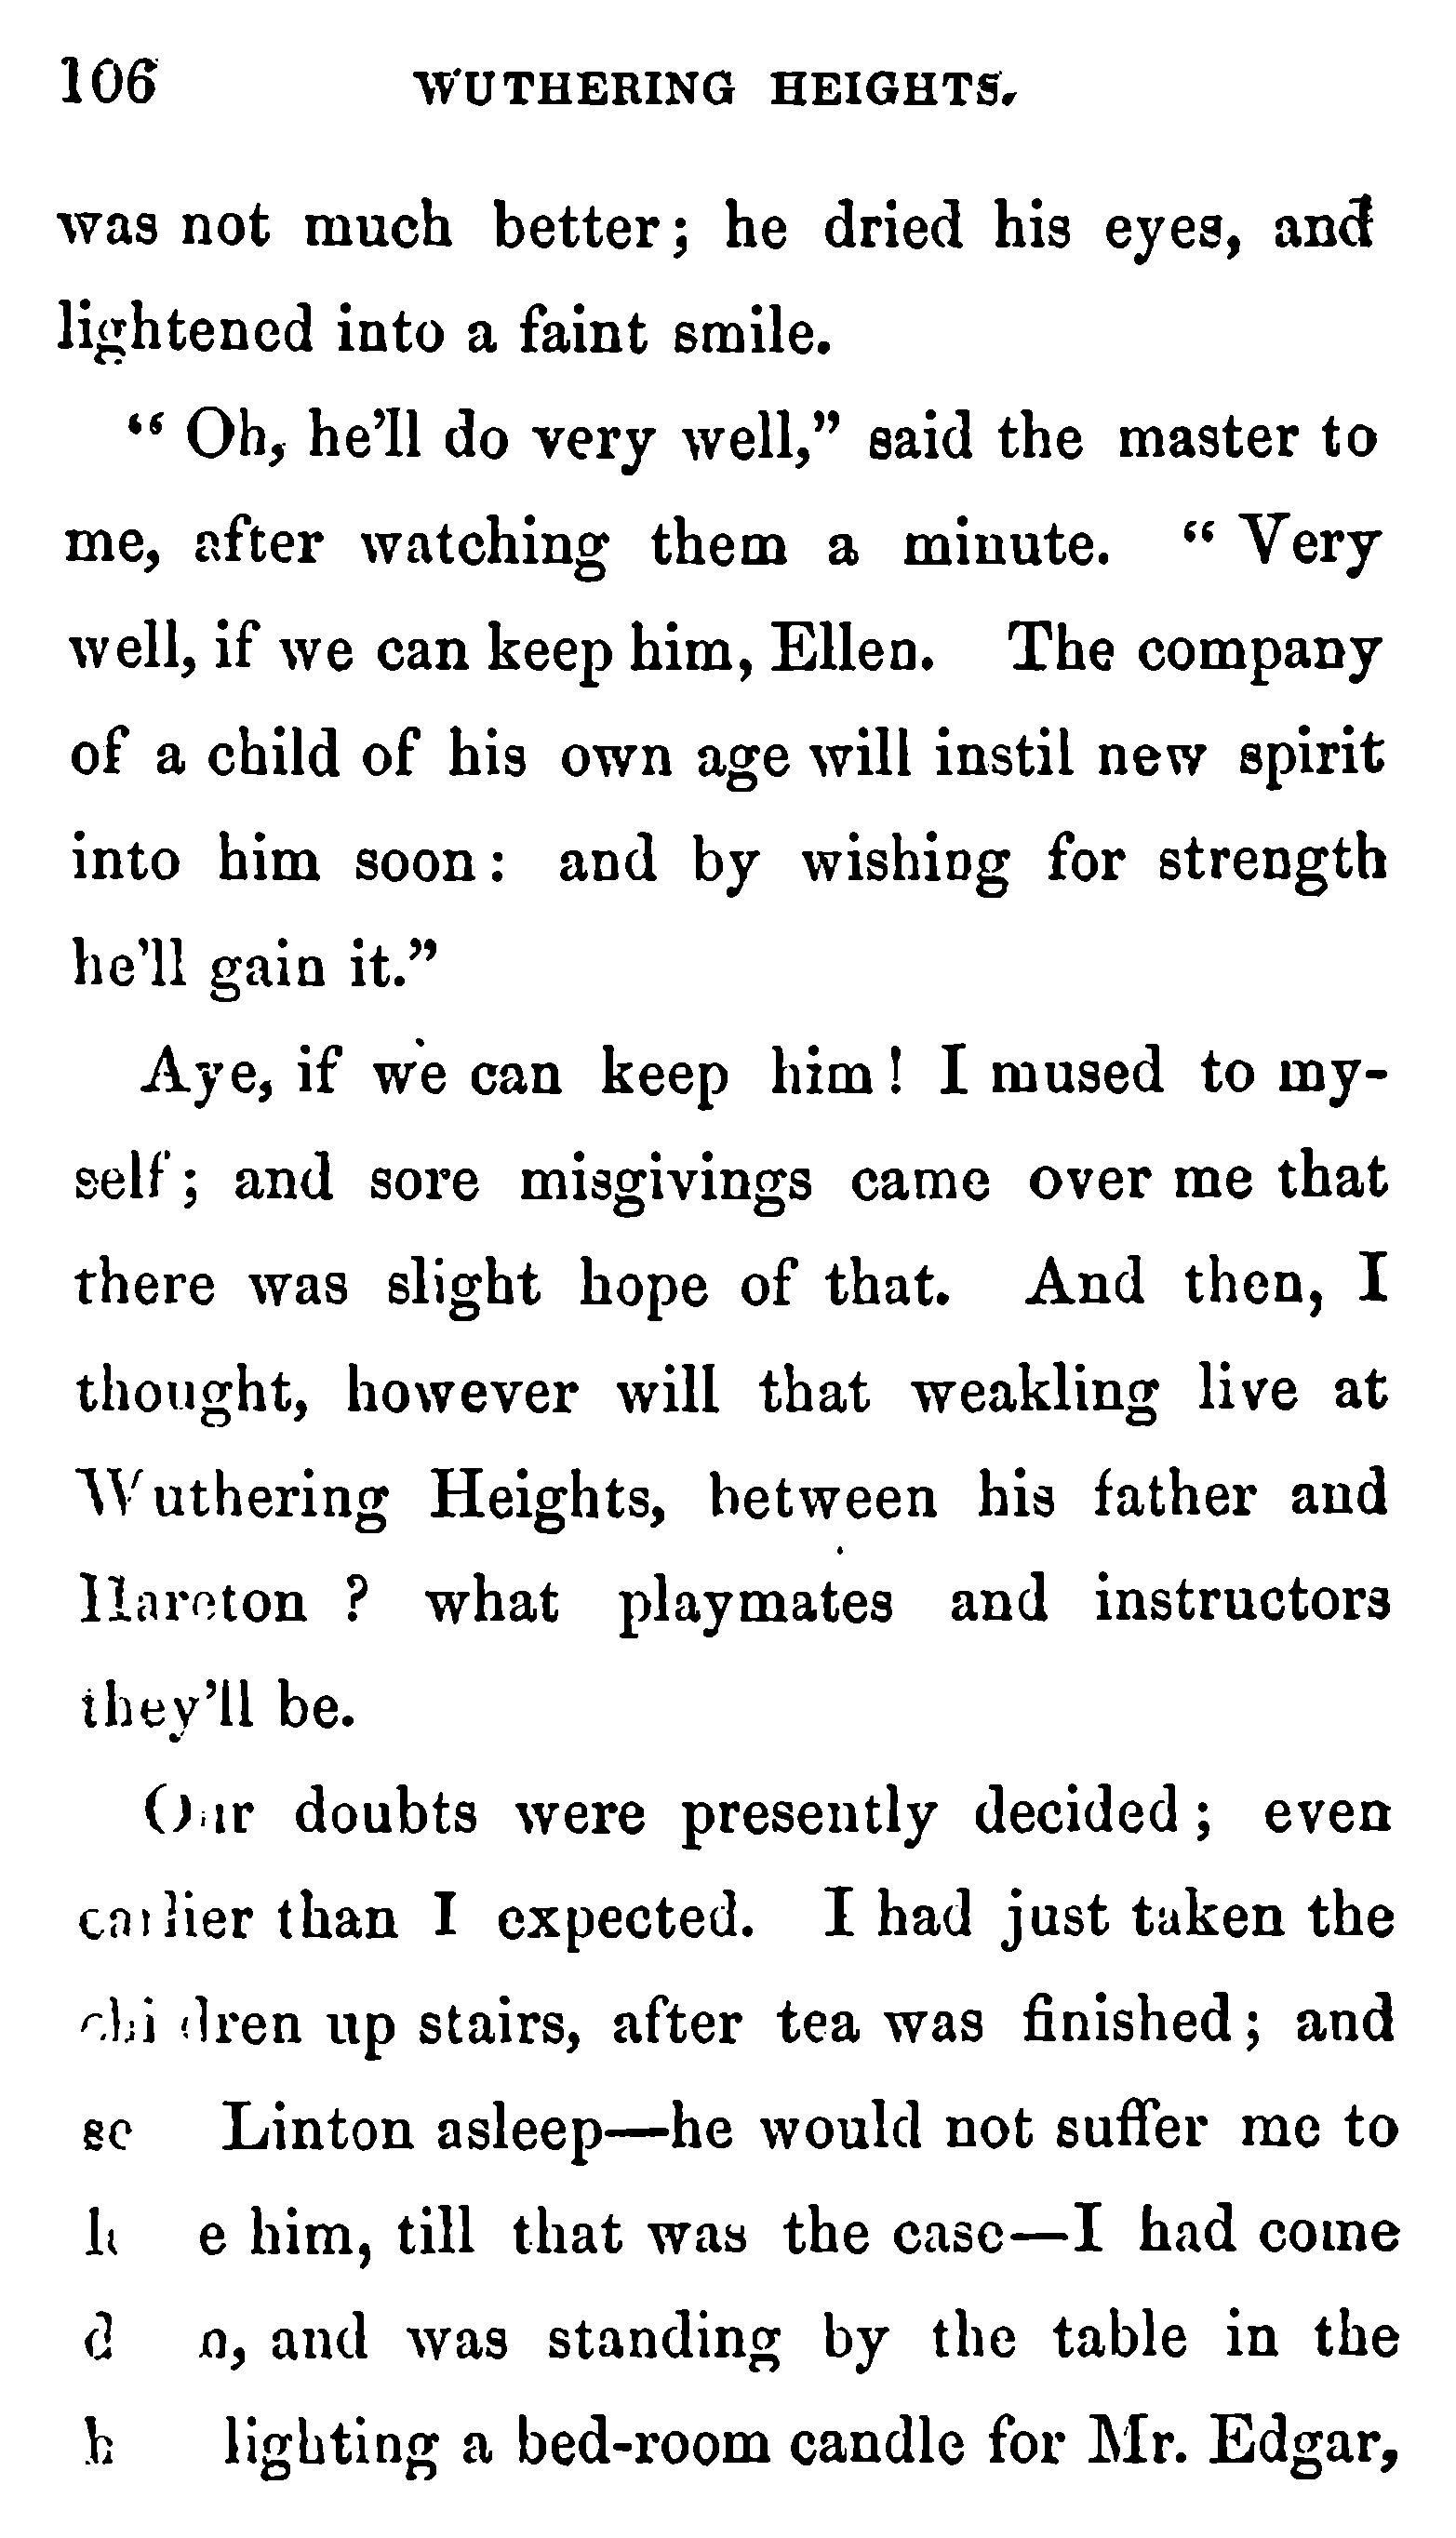 106 WUTHERING HEIGHTS.
was not much better; he dried his eyes, and
lightened into a faint smile.
“Oh, he'll do very well,” said the master to
me, after watching them a minute. “Very
well, if we can keep him, Ellen. The company
of a child of his own age will instil new spirit
into him soon: and by wishing for strength
he'll gain it.”
Aye, if we can keep him! I mused to my-
self; and sore misgivings came over me that
there was slight hope of that. And then, I
thought, however will that weakling live at
Wuthering Heights, between his father and
Hareton? what playmates and instructors
they'll be.
Our doubts were presently decided; even
earlier than I expected. I had just taken the
children up stairs, after tea was finished; and
Linton asleep—he would not suffer me to
him, till that was the case—I had come
and was standing by the table in the
lighting a bed-room candle for Mr. Edgar,